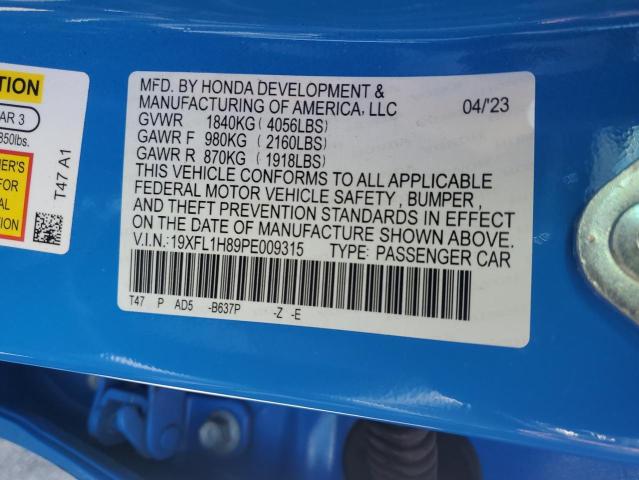 MFD. BY HONDA DEVELOPMENT &
MANUFACTURING OF AMERICA, LLC 04/'23
GVWR 1840KG ( 4056LBS)
GAWR F 980KG ( 2160LBS)
GAWR R 870KG ( 1918LBS)
THIS VEHICLE CONFORMS TO ALL APPLICABLE
FEDERAL MOTOR VEHICLE SAFETY , BUMPER,
AND THEFT PREVENTION STANDARDS IN EFFECT
ON THE DATE OF MANUFACTURE SHOWN ABOVE.
V.I.N.:19XFL1H89PE009315 TYPE: PASSENGER CAR
T47 P AD5 -B637P -Z -E
TION
AR 3
850lbs.
T47 A1
MER'S
FOR
AL
TION